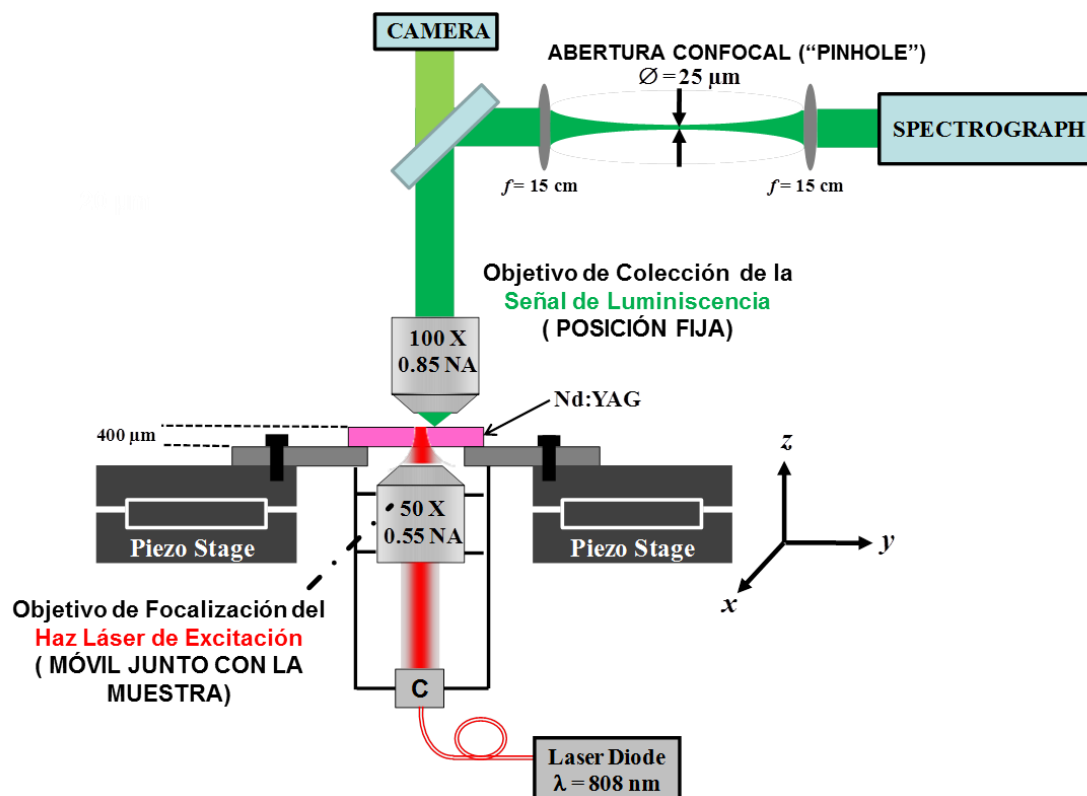 CAMERA
ABERTURA CONFOCAL (“PINHOLE”)
∅ = 25 µm
SPECTROGRAPH
f = 15 cm
f = 15 cm
Objetivo de Colección de la
Señal de Luminiscencia
( POSICIÓN FIJA)
100 X
0.85 NA
Nd:YAG
400 µm
50 X
0.55 NA
Piezo Stage
Piezo Stage
z
y
x
Objetivo de Focalización del
Haz Láser de Excitación
( MÓVIL JUNTO CON LA
MUESTRA)
C
Laser Diode
λ = 808 nm